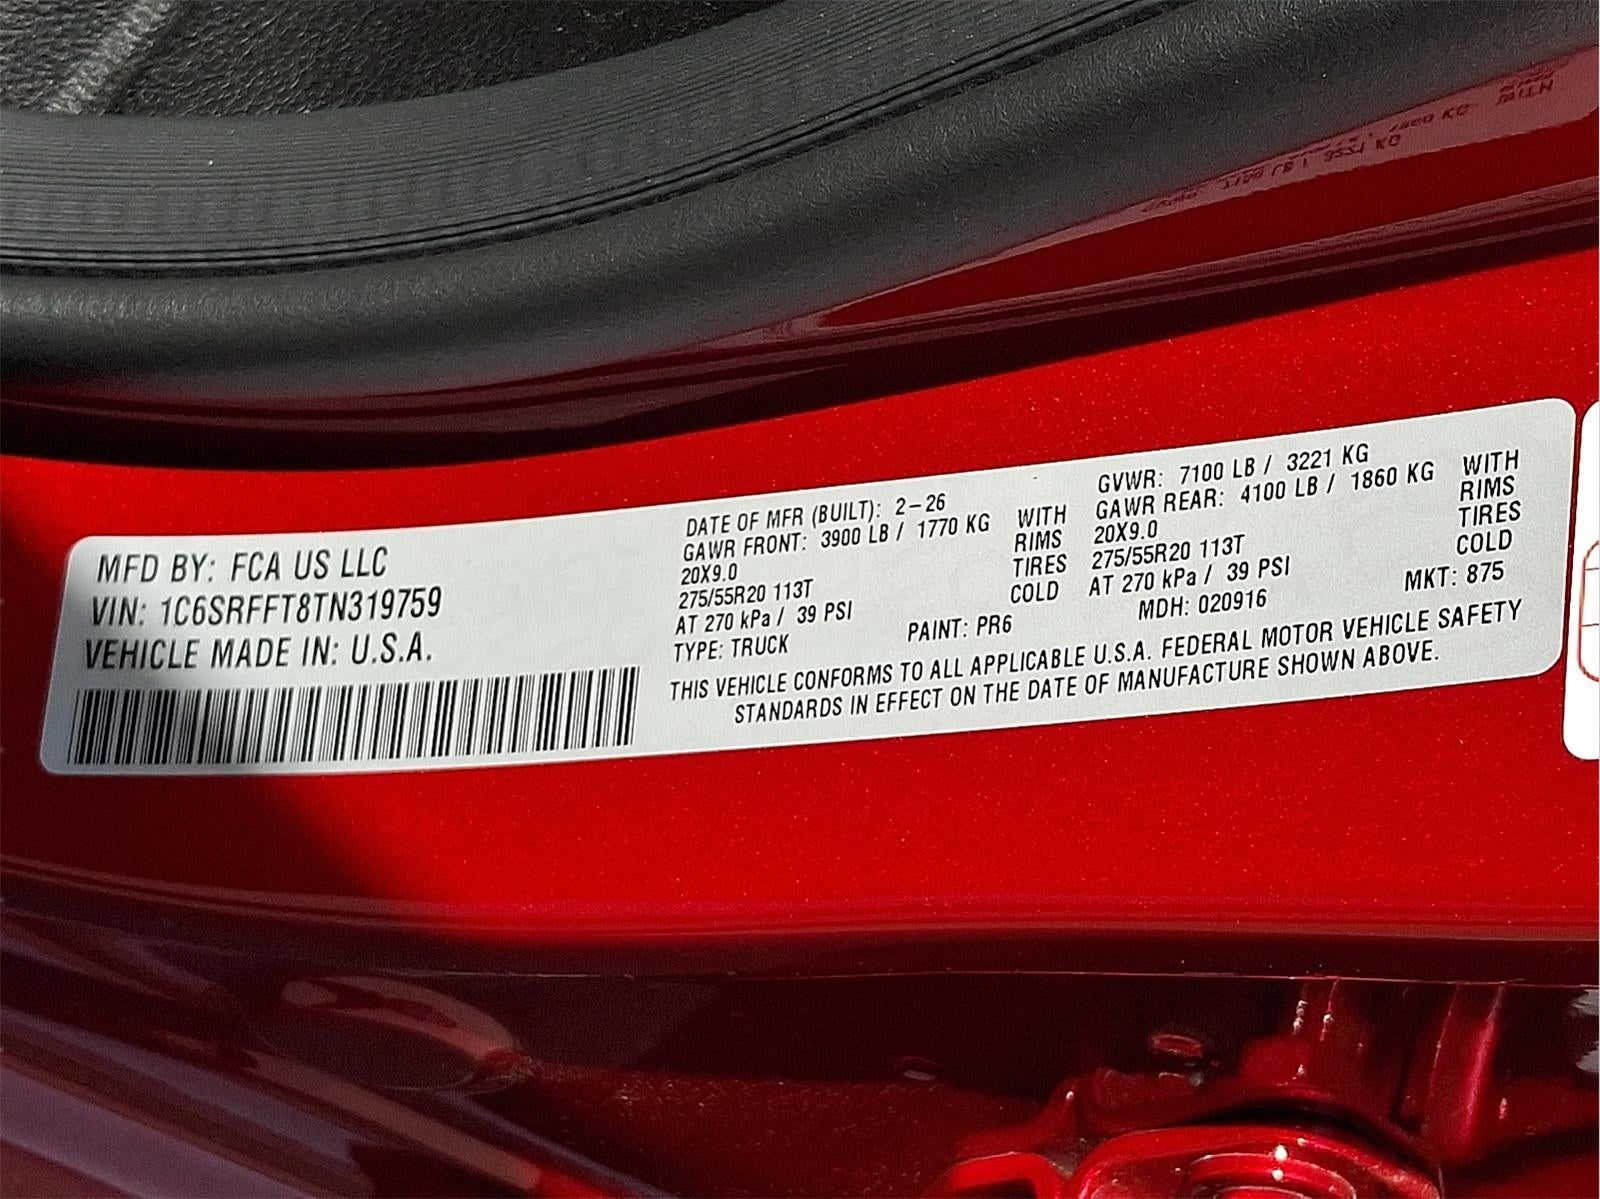 MFD BY: FCA US LLC
VIN: 1C6SRFFT8TN319759
VEHICLE MADE IN: U.S.A.
DATE OF MFR (BUILT): 2-26
GAWR FRONT: 3900 LB / 1770 KG WITH
20X9.0 RIMS
275/55R20 113T TIRES
AT 270 kPa / 39 PSI COLD
TYPE: TRUCK PAINT: PR6
GVWR: 7100 LB / 3221 KG
GAWR REAR: 4100 LB / 1860 KG WITH
20X9.0 RIMS
275/55R20 113T TIRES
AT 270 kPa / 39 PSI COLD
MDH: 020916 MKT: 875
THIS VEHICLE CONFORMS TO ALL APPLICABLE U.S.A. FEDERAL MOTOR VEHICLE SAFETY
STANDARDS IN EFFECT ON THE DATE OF MANUFACTURE SHOWN ABOVE.